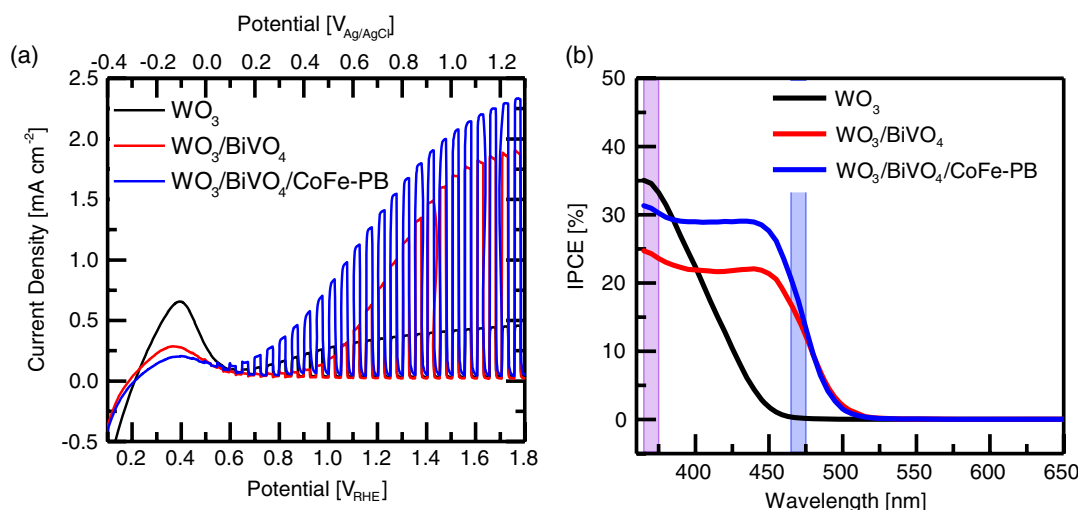 (a)
Potential [V_Ag/AgCl]
-0.4 -0.2 0.0 0.2 0.4 0.6 0.8 1.0 1.2
2.5
2.0
1.5
1.0
0.5
0.0
-0.5
Current Density [mA cm⁻²]
WO₃
WO₃/BiVO₄
WO₃/BiVO₄/CoFe-PB
0.2 0.4 0.6 0.8 1.0 1.2 1.4 1.6 1.8
Potential [V_RHE]
(b)
50
40
30
20
10
0
IPCE [%]
WO₃
WO₃/BiVO₄
WO₃/BiVO₄/CoFe-PB
400 450 500 550 600 650
Wavelength [nm]